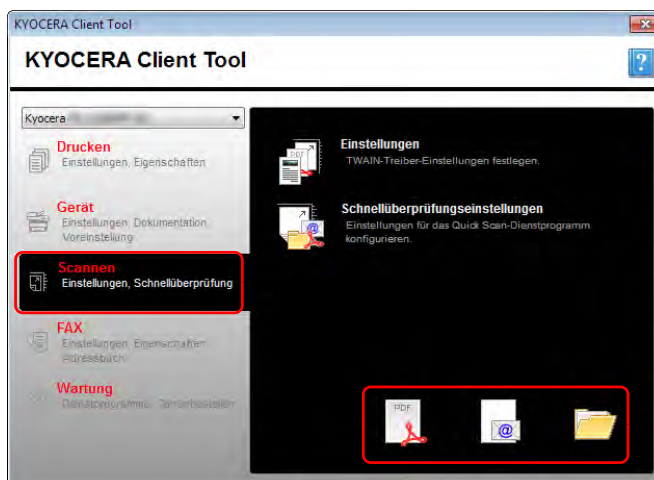 KYOCERA Client Tool
KYOCERA Client Tool
?
Kyocera
Drucken
Einstellungen, Eigenschaften
Gerät
Einstellungen, Dokumentation
Voreinstellung
Scannen
Einstellungen, Schnellüberprüfung
FAX
Einstellungen, Eigenschaften
Adressbuch
Wartung
PDF
Einstellungen
TWAIN-Treiber-Einstellungen festlegen.
@
Schnellüberprüfungseinstellungen
Einstellungen für das Quick Scan-Dienstprogramm
konfigurieren.
PDF
@